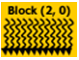 Block (2, 0)